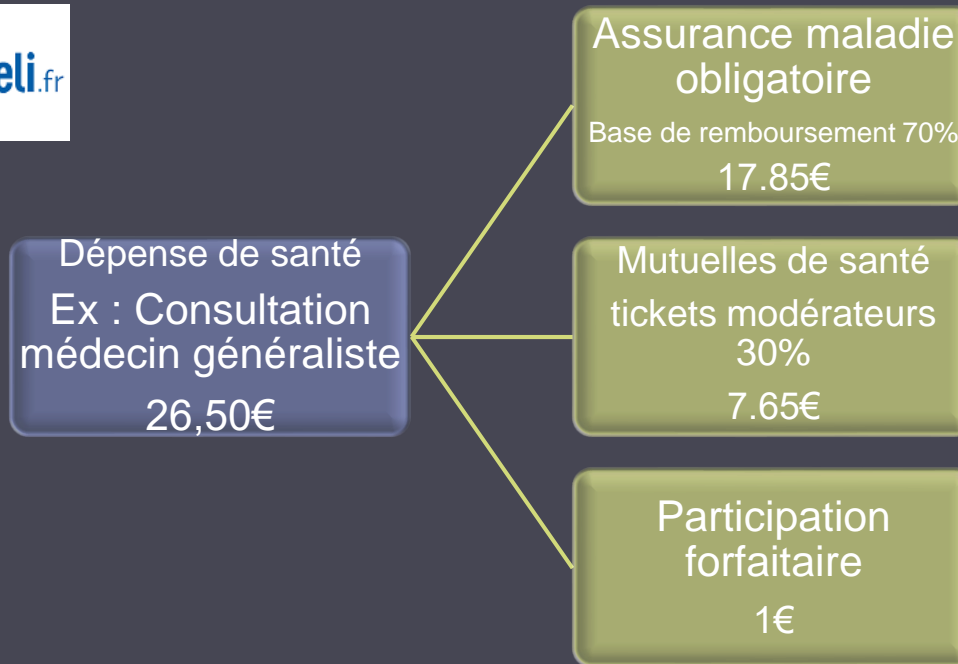 eli.fr
Dépense de santé
Ex : Consultation
médecin généraliste
26,50€
Assurance maladie
obligatoire
Base de remboursement 70%
17.85€
Mutuelles de santé
tickets modérateurs
30%
7.65€
Participation
forfaitaire
1€